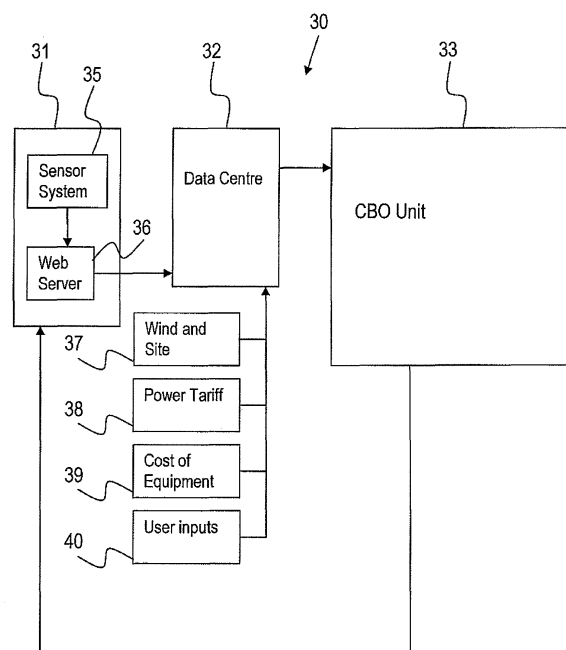 30
31
32
33
35
Sensor
System
Data Centre
CBO Unit
36
Web
Server
Wind and
Site
37
Power Tariff
38
Cost of
Equipment
39
User inputs
40